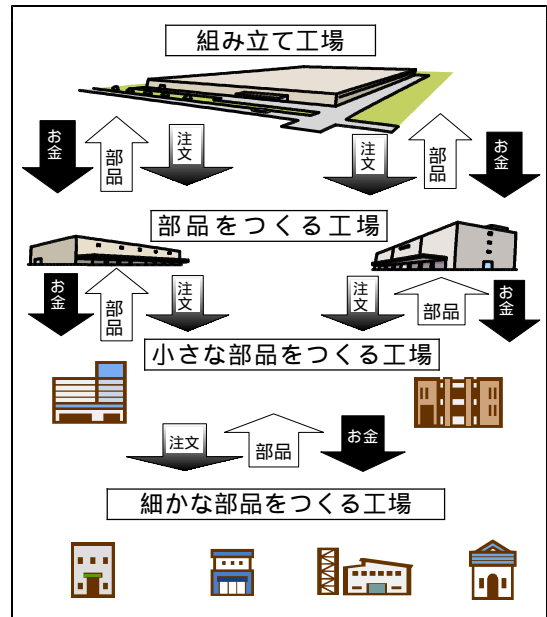 組み立て工場
お金
部品
注文
注文
部品
お金
部品をつくる工場
お金
部品
注文
注文
部品
お金
小さな部品をつくる工場
注文
部品
お金
細かな部品をつくる工場